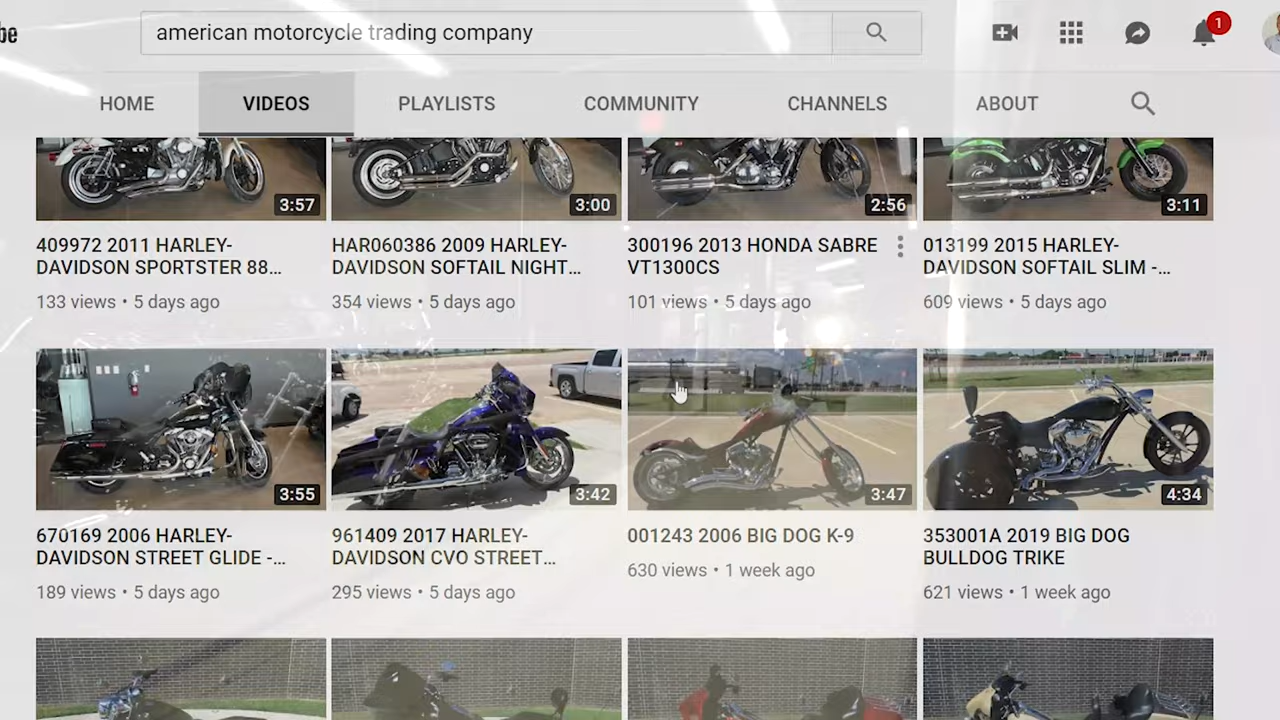 be
american motorcycle trading company
1
HOME
VIDEOS
PLAYLISTS
COMMUNITY
CHANNELS
ABOUT
3:57
3:00
2:56
3:11
409972 2011 HARLEY-
DAVIDSON SPORTSTER 88...
133 views • 5 days ago
HAR060386 2009 HARLEY-
DAVIDSON SOFTAIL NIGHT...
354 views • 5 days ago
300196 2013 HONDA SABRE
VT1300CS
101 views • 5 days ago
013199 2015 HARLEY-
DAVIDSON SOFTAIL SLIM -...
609 views • 5 days ago
3:55
3:42
3:47
4:34
670169 2006 HARLEY-
DAVIDSON STREET GLIDE -...
189 views • 5 days ago
961409 2017 HARLEY-
DAVIDSON CVO STREET...
295 views • 5 days ago
001243 2006 BIG DOG K-9
630 views • 1 week ago
353001A 2019 BIG DOG
BULLDOG TRIKE
621 views • 1 week ago